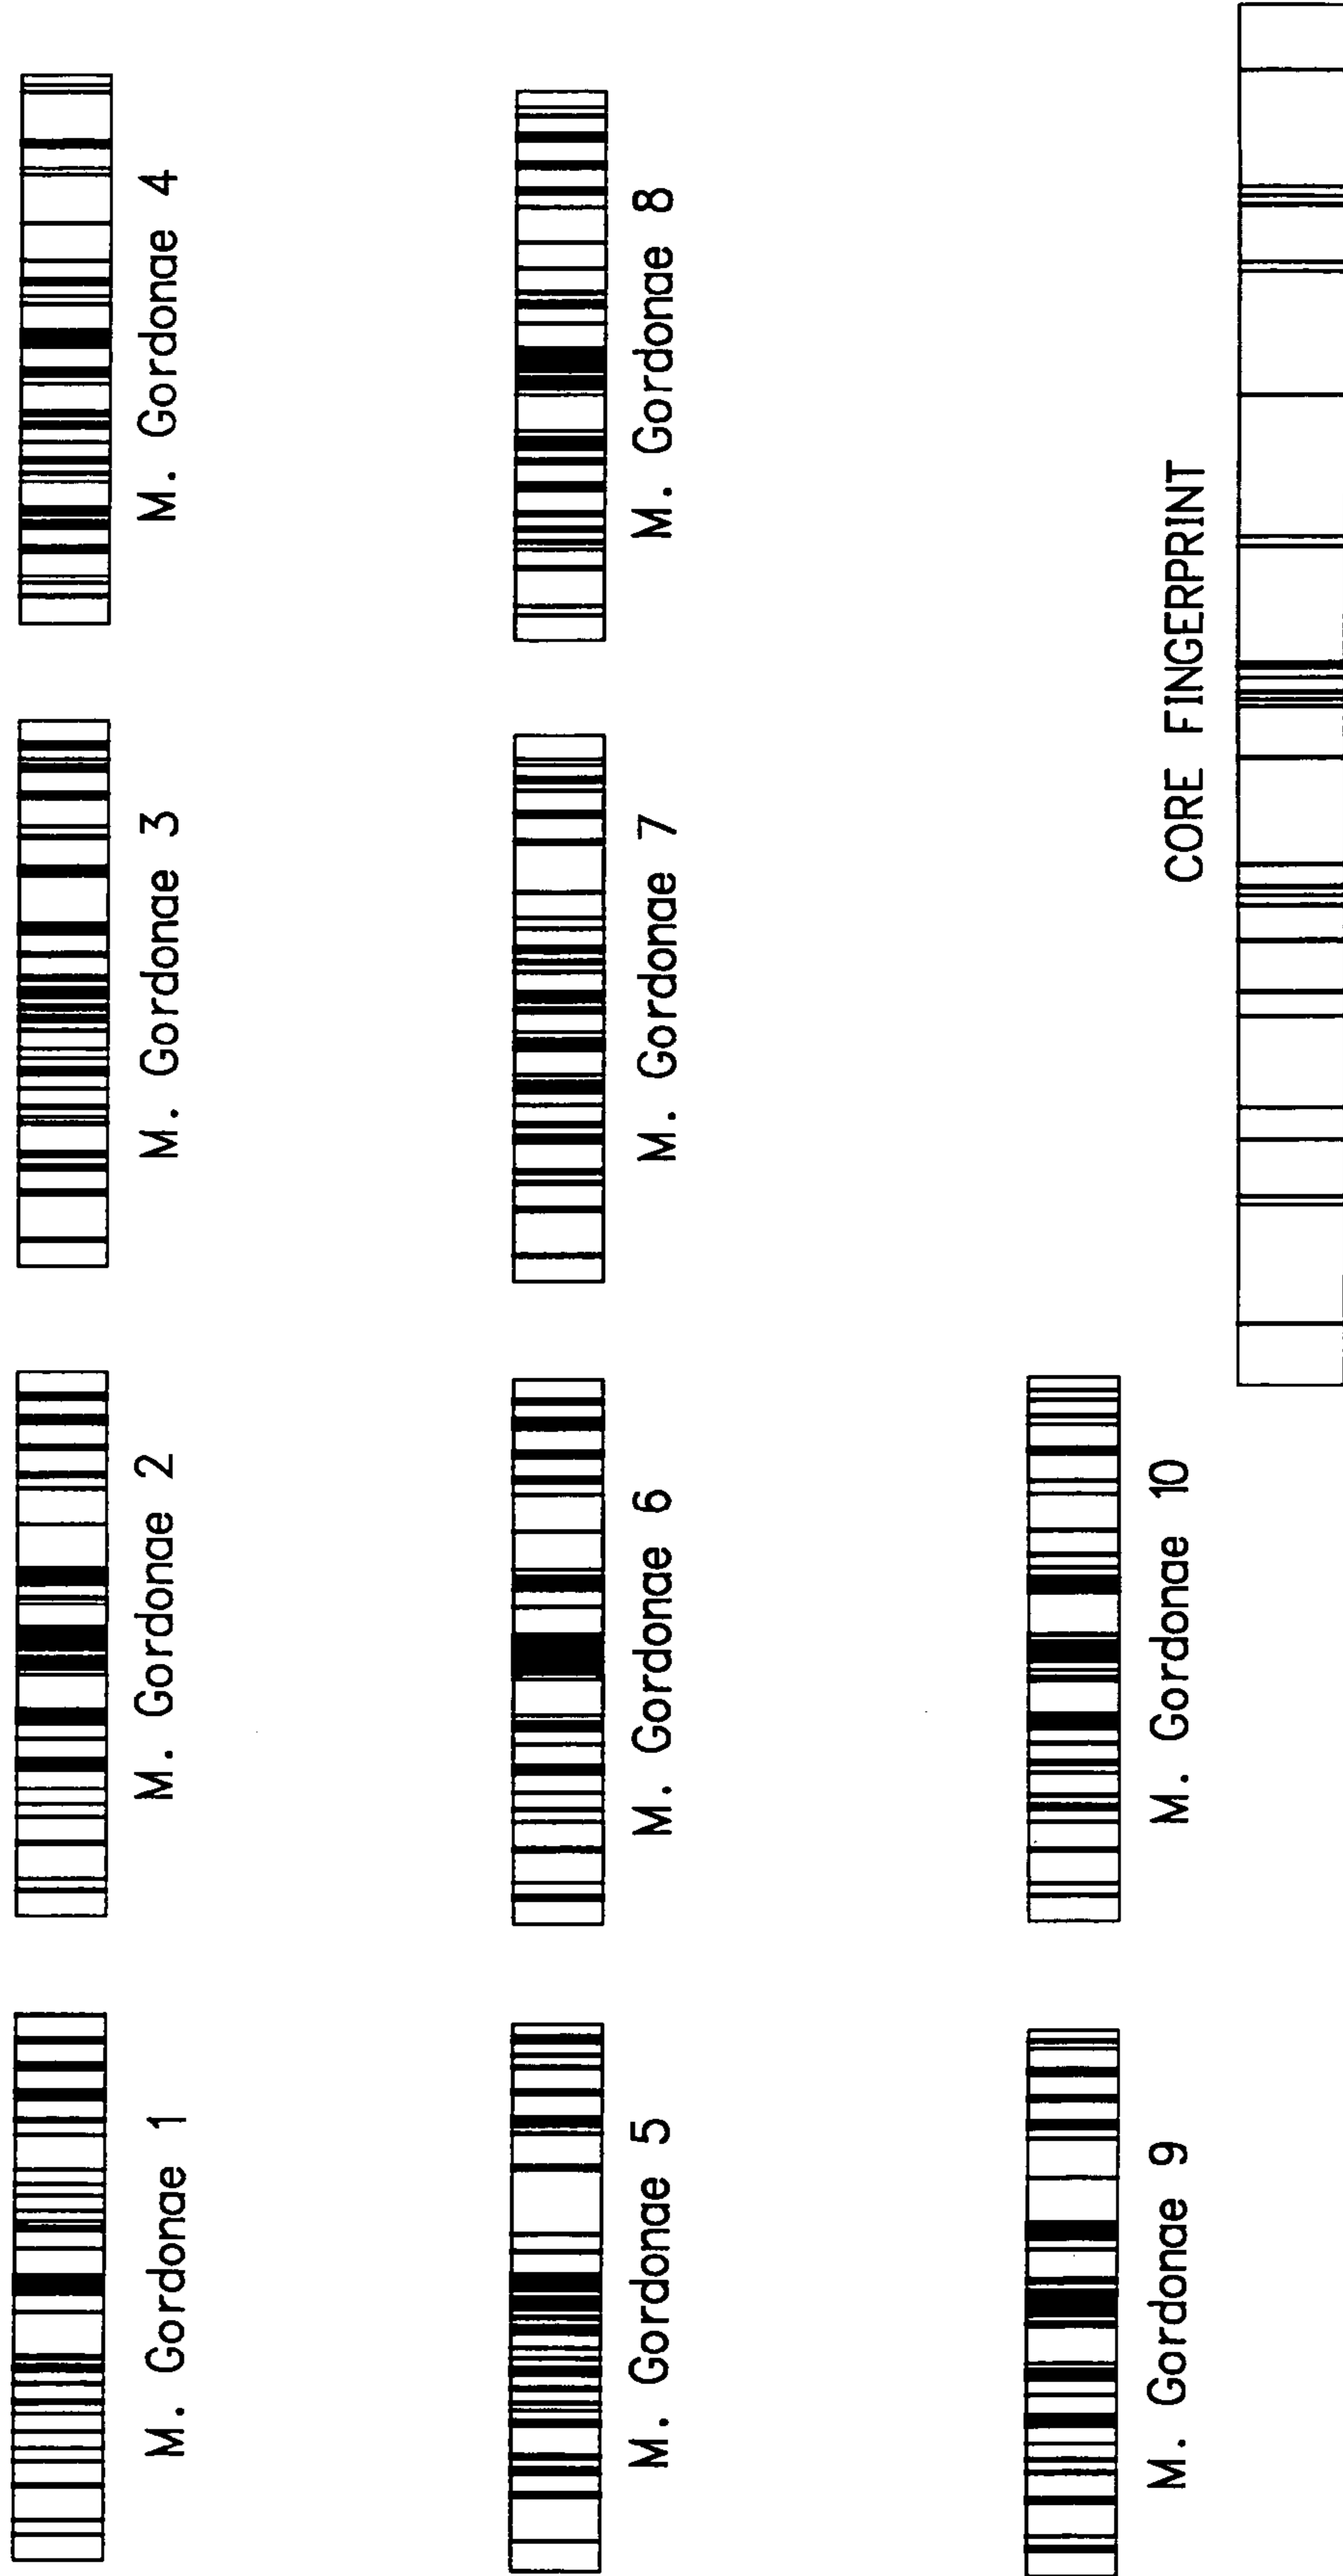 M. Gordonae 1
M. Gordonae 2
M. Gordonae 3
M. Gordonae 4
M. Gordonae 5
M. Gordonae 6
M. Gordonae 7
M. Gordonae 8
M. Gordonae 9
M. Gordonae 10
CORE FINGERPRINT